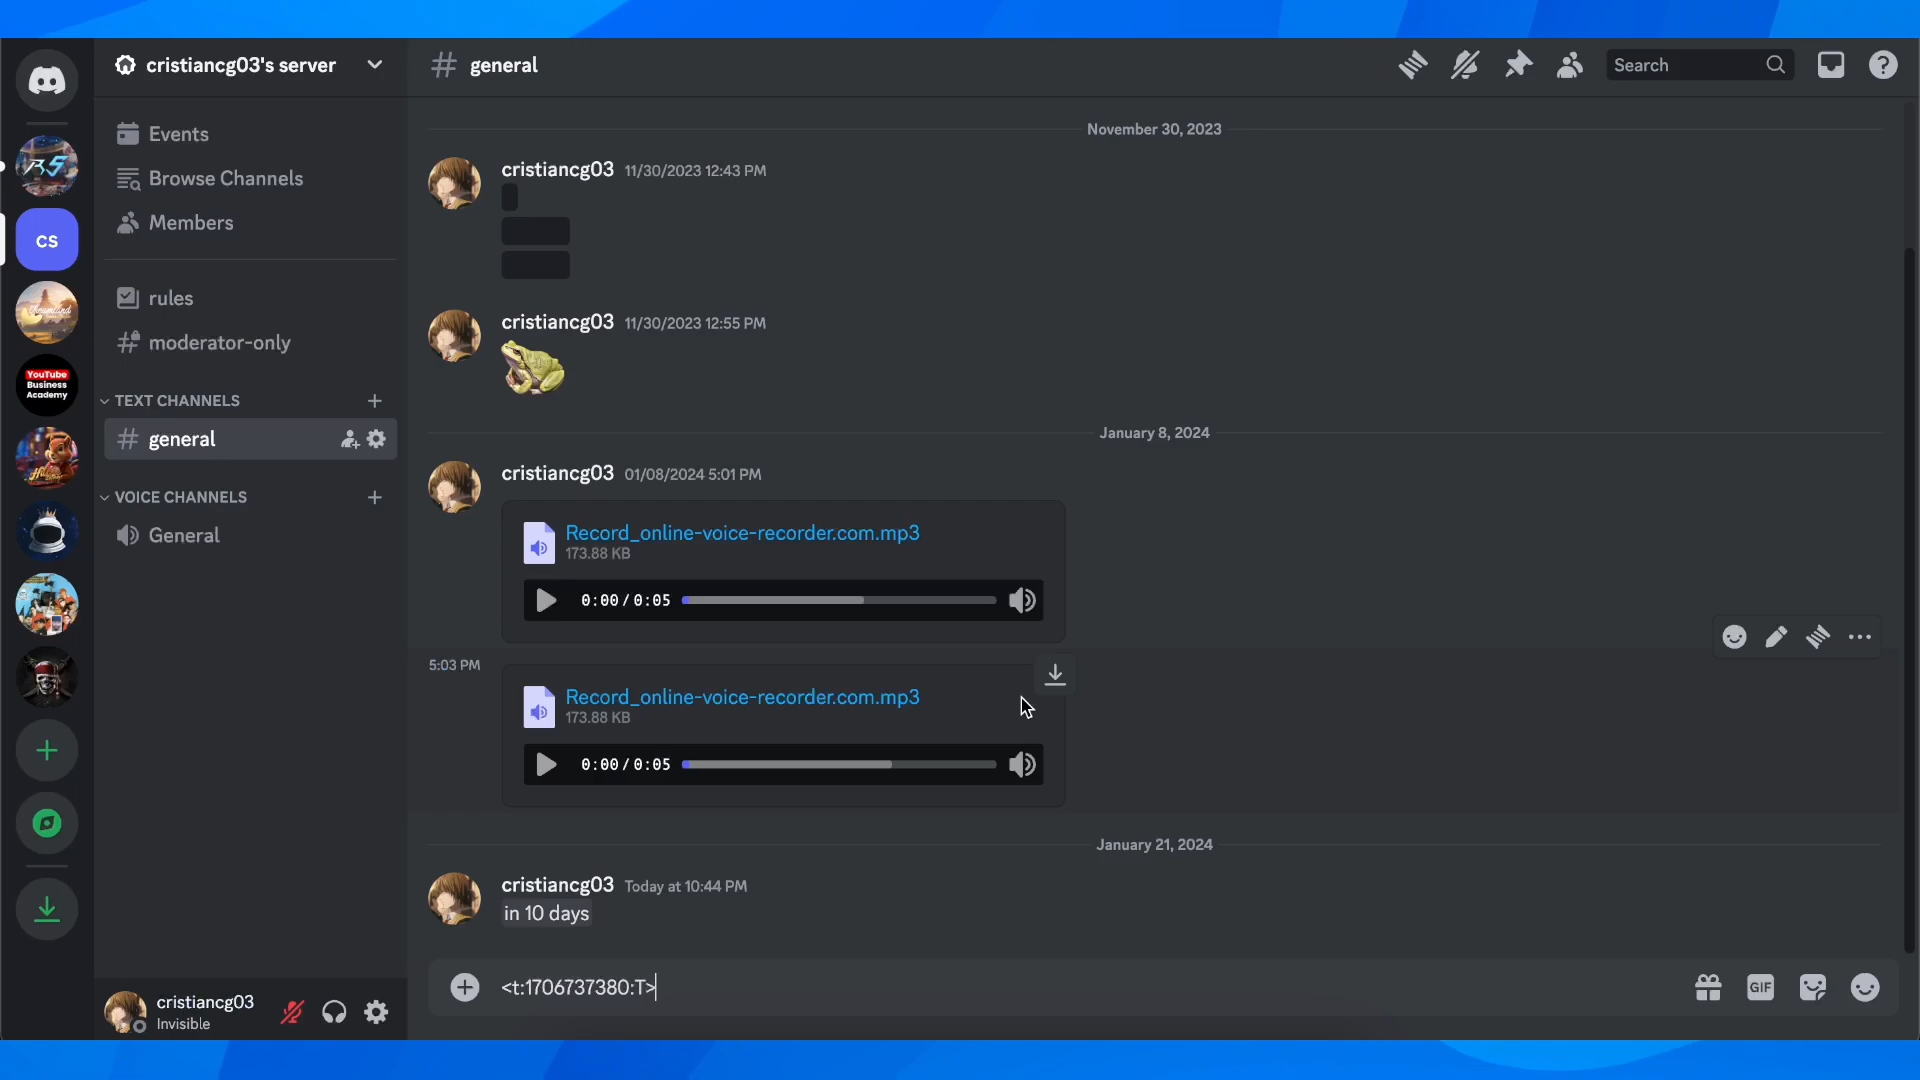 cristiancg03's server
general
Search
Events
Browse Channels
Members
rules
moderator-only
TEXT CHANNELS
general
VOICE CHANNELS
General
CS
YouTube
Business
Academy
November 30, 2023
cristiancg03 11/30/2023 12:43 PM
cristiancg03 11/30/2023 12:55 PM
January 8, 2024
cristiancg03 01/08/2024 5:01 PM
Record_online-voice-recorder.com.mp3
173.88 KB
0:00 / 0:05
5:03 PM
Record_online-voice-recorder.com.mp3
173.88 KB
0:00 / 0:05
January 21, 2024
cristiancg03 Today at 10:44 PM
in 10 days
<t:1706737380:T>
GIF
cristiancg03
Invisible